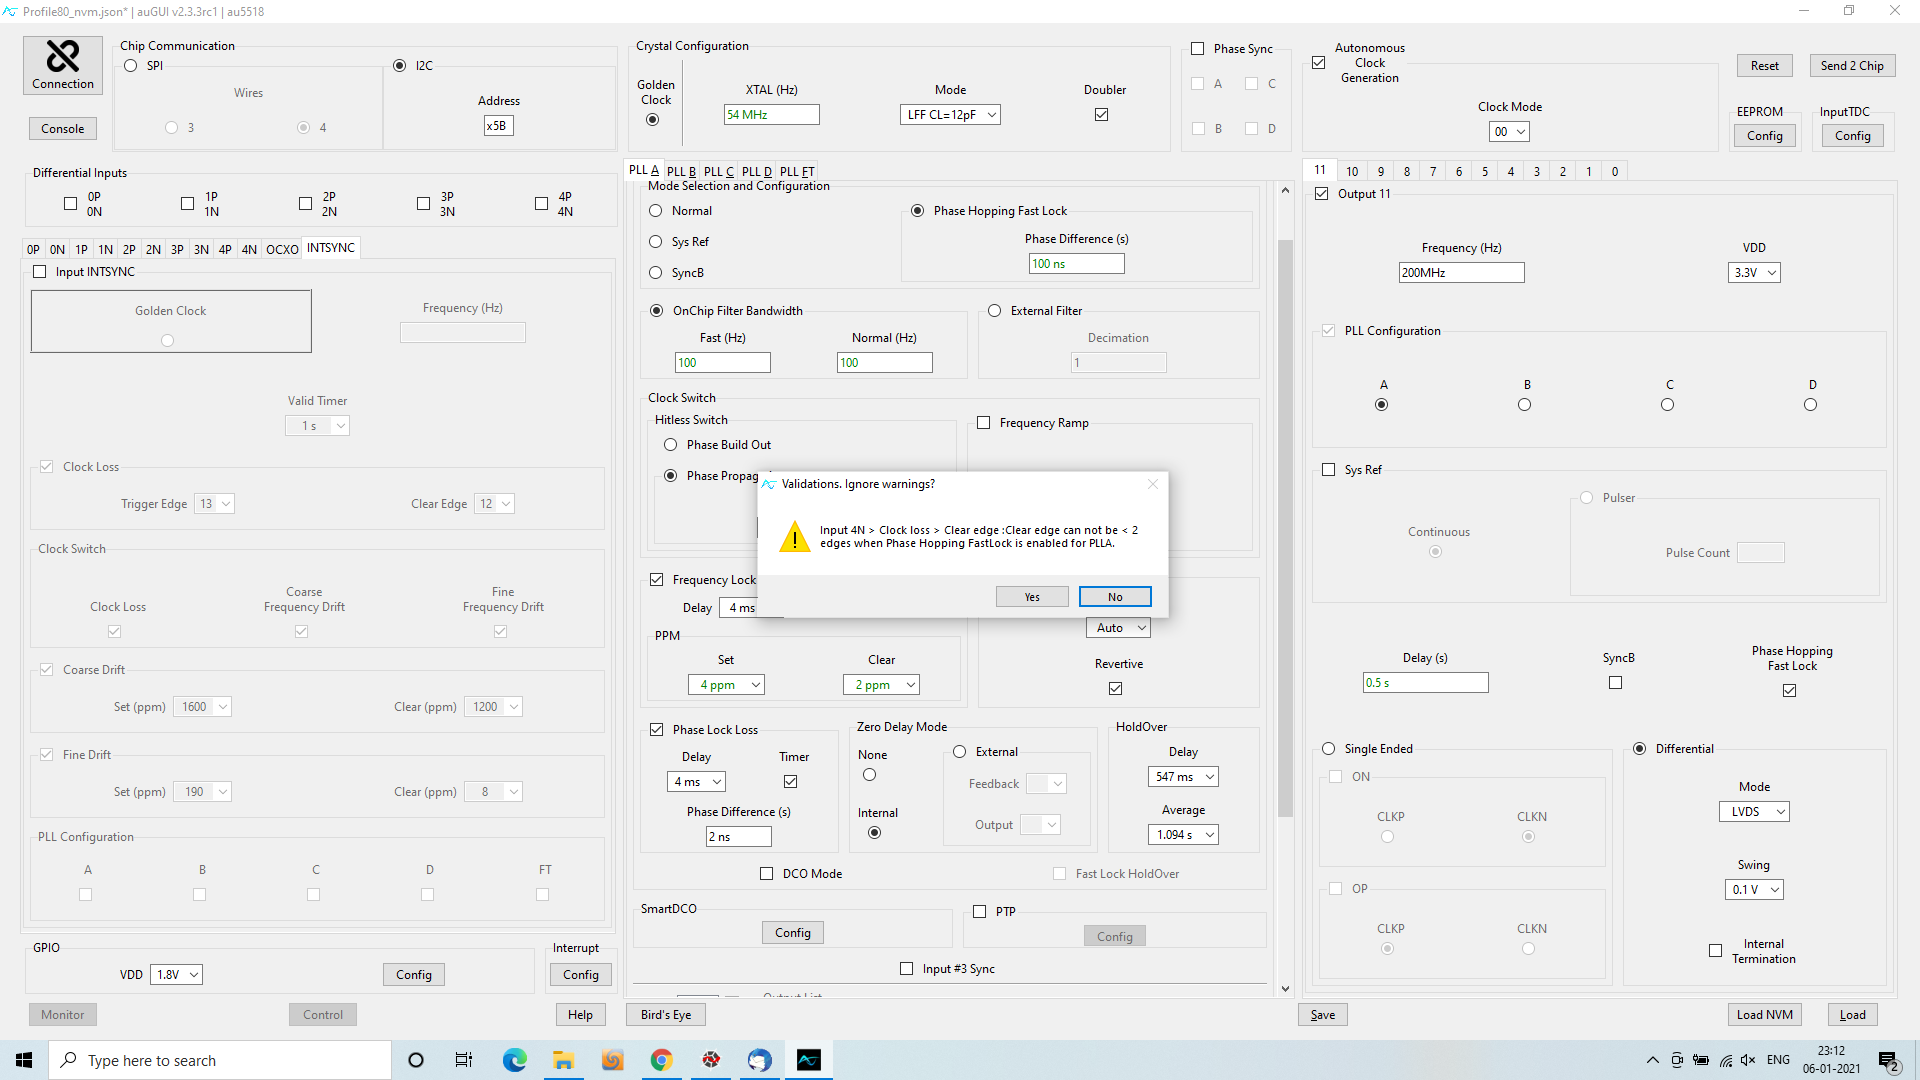 Profile80_nvm.json* | auGUI v2.3.3rc1 | au5518
Connection
Console
Chip Communication
SPI
Wires
3
4
I2C
Address
x5B
Crystal Configuration
Golden
Clock
XTAL (Hz)
54 MHz
Mode
LFF CL=12pF
Doubler
Phase Sync
A
C
B
D
Autonomous
Clock
Generation
Clock Mode
00
Reset
Send 2 Chip
EEPROM
Config
InputTDC
Config
Differential Inputs
0P
0N
1P
1N
2P
2N
3P
3N
4P
4N
0P 0N 1P 1N 2P 2N 3P 3N 4P 4N OCXO INTSYNC
Input INTSYNC
Golden Clock
Frequency (Hz)
Valid Timer
1 s
Clock Loss
Trigger Edge 13
Clear Edge 12
Clock Switch
Clock Loss
Coarse
Frequency Drift
Fine
Frequency Drift
Coarse Drift
Set (ppm) 1600
Clear (ppm) 1200
Fine Drift
Set (ppm) 190
Clear (ppm) 8
PLL Configuration
A B C D FT
GPIO
VDD 1.8V
Config
Interrupt
Config
Monitor
Control
Help
PLL A PLL B PLL C PLL D PLL FT
Mode Selection and Configuration
Normal
Sys Ref
SyncB
Phase Hopping Fast Lock
Phase Difference (s)
100 ns
OnChip Filter Bandwidth
Fast (Hz)
100
Normal (Hz)
100
External Filter
Decimation
1
Clock Switch
Hitless Switch
Phase Build Out
Phase Propag
Frequency Ramp
Validations. Ignore warnings?
Input 4N > Clock loss > Clear edge :Clear edge can not be < 2
edges when Phase Hopping FastLock is enabled for PLLA.
Yes
No
Frequency Lock
Delay 4 ms
PPM
Set
4 ppm
Clear
2 ppm
Auto
Revertive
Phase Lock Loss
Delay
4 ms
Timer
Phase Difference (s)
2 ns
Zero Delay Mode
None
Internal
External
Feedback
Output
HoldOver
Delay
547 ms
Average
1.094 s
DCO Mode
Fast Lock HoldOver
SmartDCO
Config
PTP
Config
Input #3 Sync
Output List
Bird's Eye
11 10 9 8 7 6 5 4 3 2 1 0
Output 11
Frequency (Hz)
200MHz
VDD
3.3V
PLL Configuration
A B C D
Sys Ref
Continuous
Pulser
Pulse Count
Delay (s)
0.5 s
SyncB
Phase Hopping
Fast Lock
Single Ended
ON
CLKP
CLKN
OP
CLKP
CLKN
Differential
Mode
LVDS
Swing
0.1 V
Internal
Termination
Save
Load NVM
Load
Type here to search
ENG
23:12
06-01-2021
2